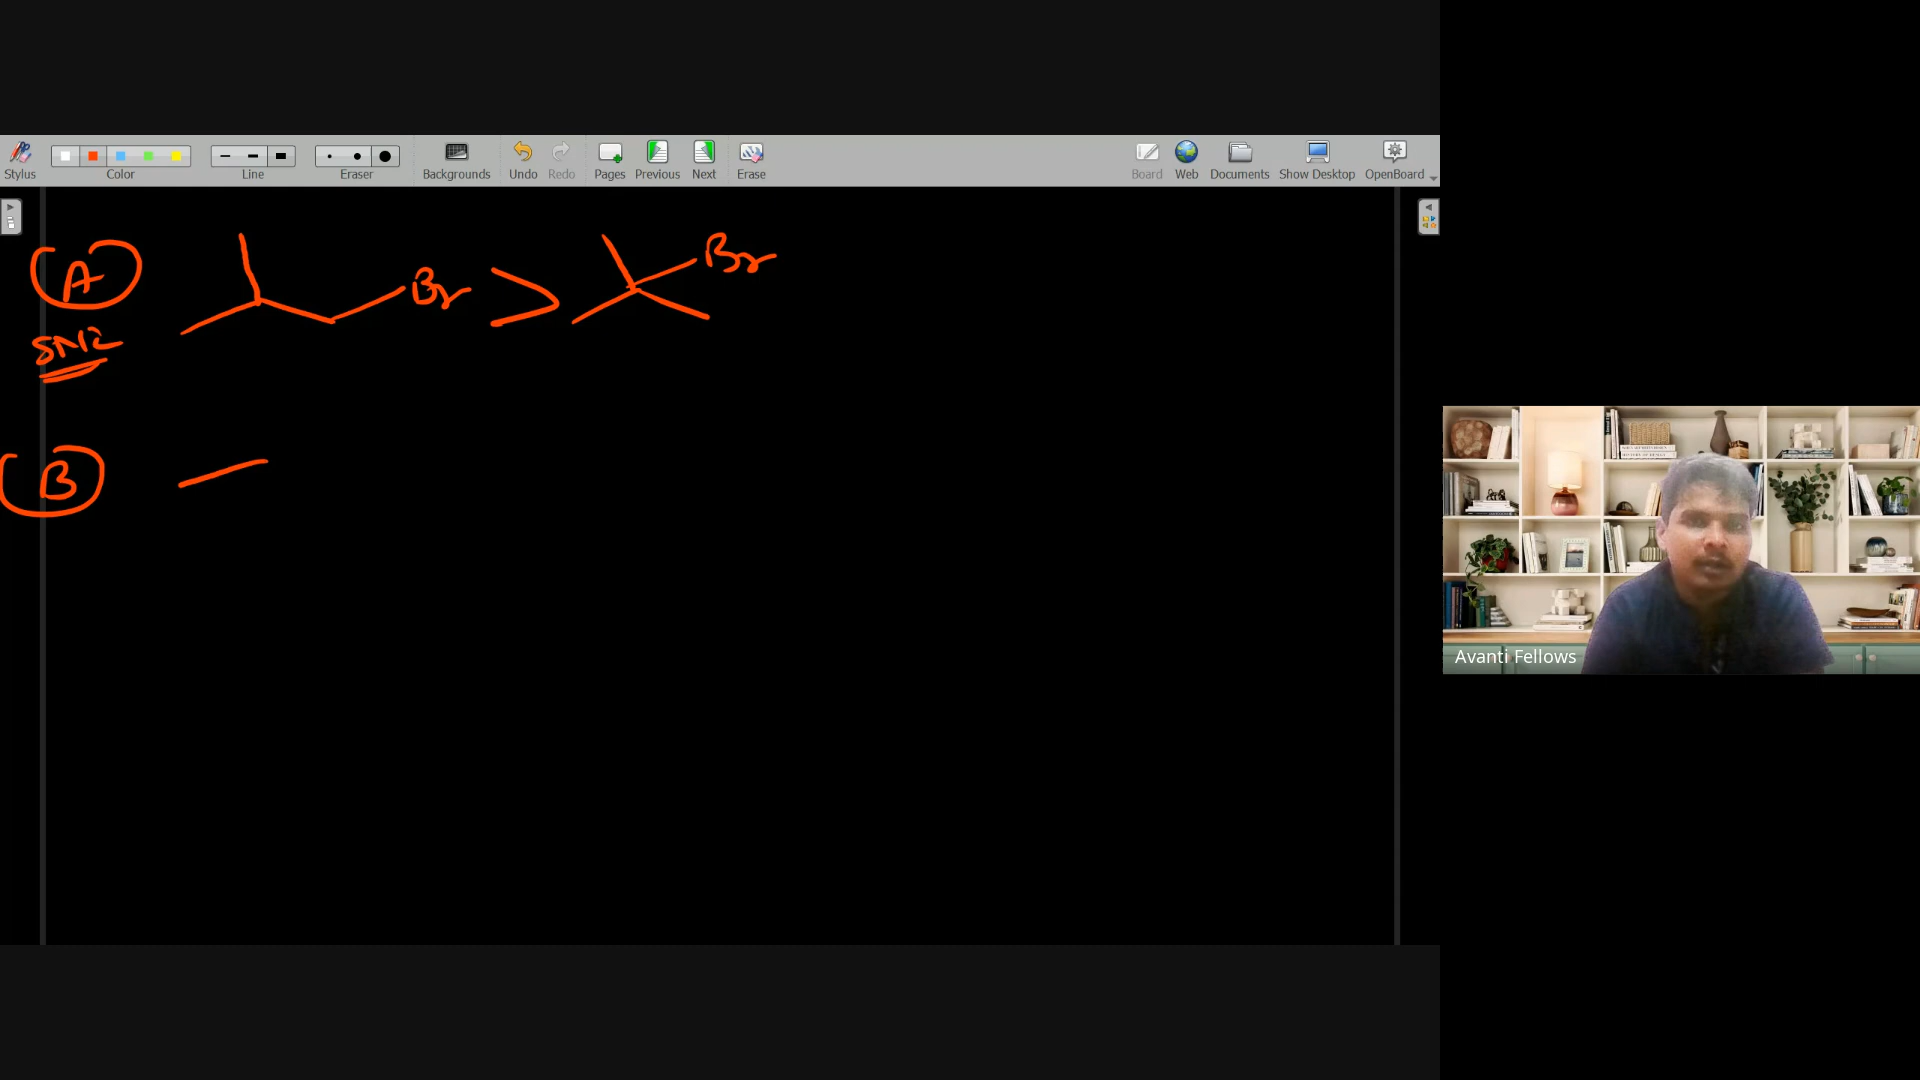 Stylus Color Line Eraser Backgrounds Undo Redo Pages Previous Next Erase Board Web Documents Show Desktop OpenBoard
A Br > Br
SN2
B
Avanti Fellows